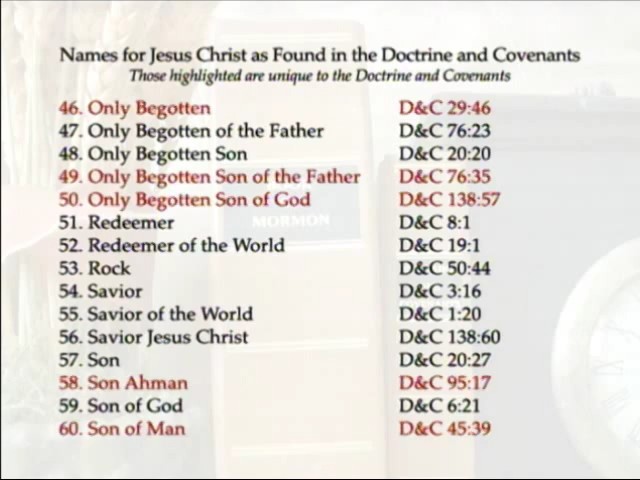 Names for Jesus Christ as Found in the Doctrine and Covenants
Those highlighted are unique to the Doctrine and Covenants
46. Only Begotten D&C 29:46
47. Only Begotten of the Father D&C 76:23
48. Only Begotten Son D&C 20:20
49. Only Begotten Son of the Father D&C 76:35
50. Only Begotten Son of God D&C 138:57
51. Redeemer D&C 8:1
MORMON
52. Redeemer of the World D&C 19:1
53. Rock D&C 50:44
54. Savior D&C 3:16
55. Savior of the World D&C 1:20
56. Savior Jesus Christ D&C 138:60
57. Son D&C 20:27
58. Son Ahman D&C 95:17
59. Son of God D&C 6:21
60. Son of Man D&C 45:39